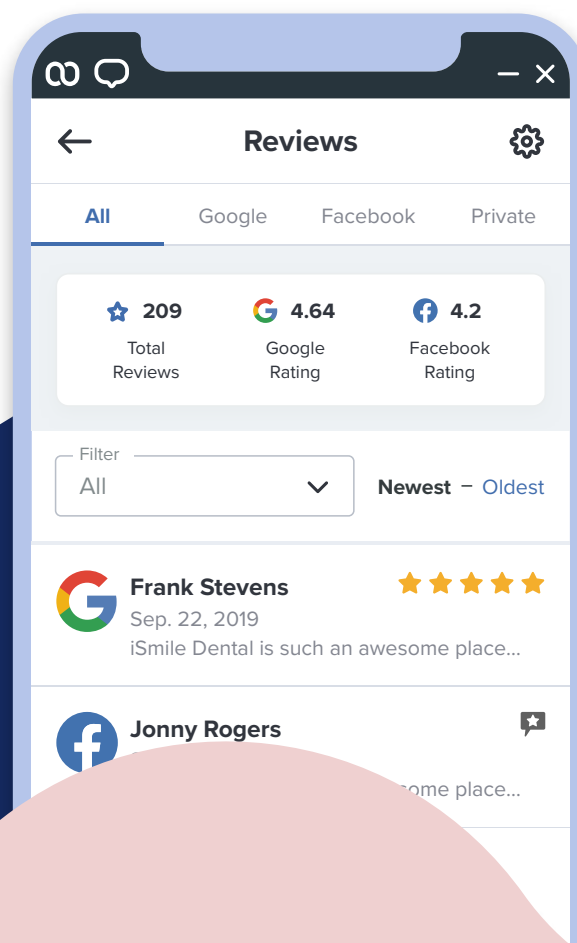 Reviews
All Google Facebook Private
209 4.64 4.2
Total Google Facebook
Reviews Rating Rating
Filter
All Newest – Oldest
Frank Stevens
Sep. 22, 2019
iSmile Dental is such an awesome place...
Jonny Rogers
place...